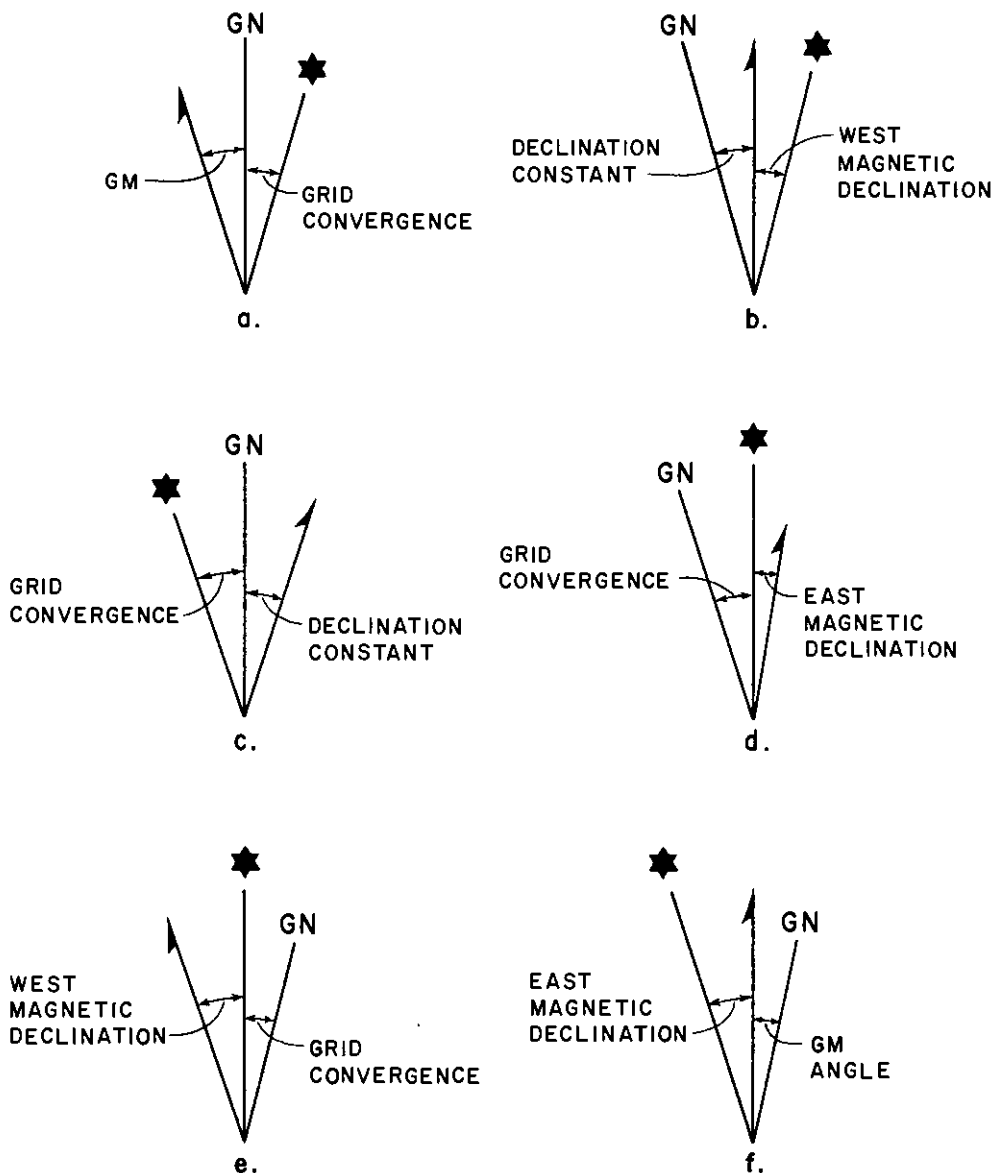 GN
GM
GRID
CONVERGENCE
a.
GN
DECLINATION
CONSTANT
WEST
MAGNETIC
DECLINATION
b.
GN
GRID
CONVERGENCE
DECLINATION
CONSTANT
c.
GN
GRID
CONVERGENCE
EAST
MAGNETIC
DECLINATION
d.
GN
WEST
MAGNETIC
DECLINATION
GRID
CONVERGENCE
e.
GN
EAST
MAGNETIC
DECLINATION
GM
ANGLE
f.